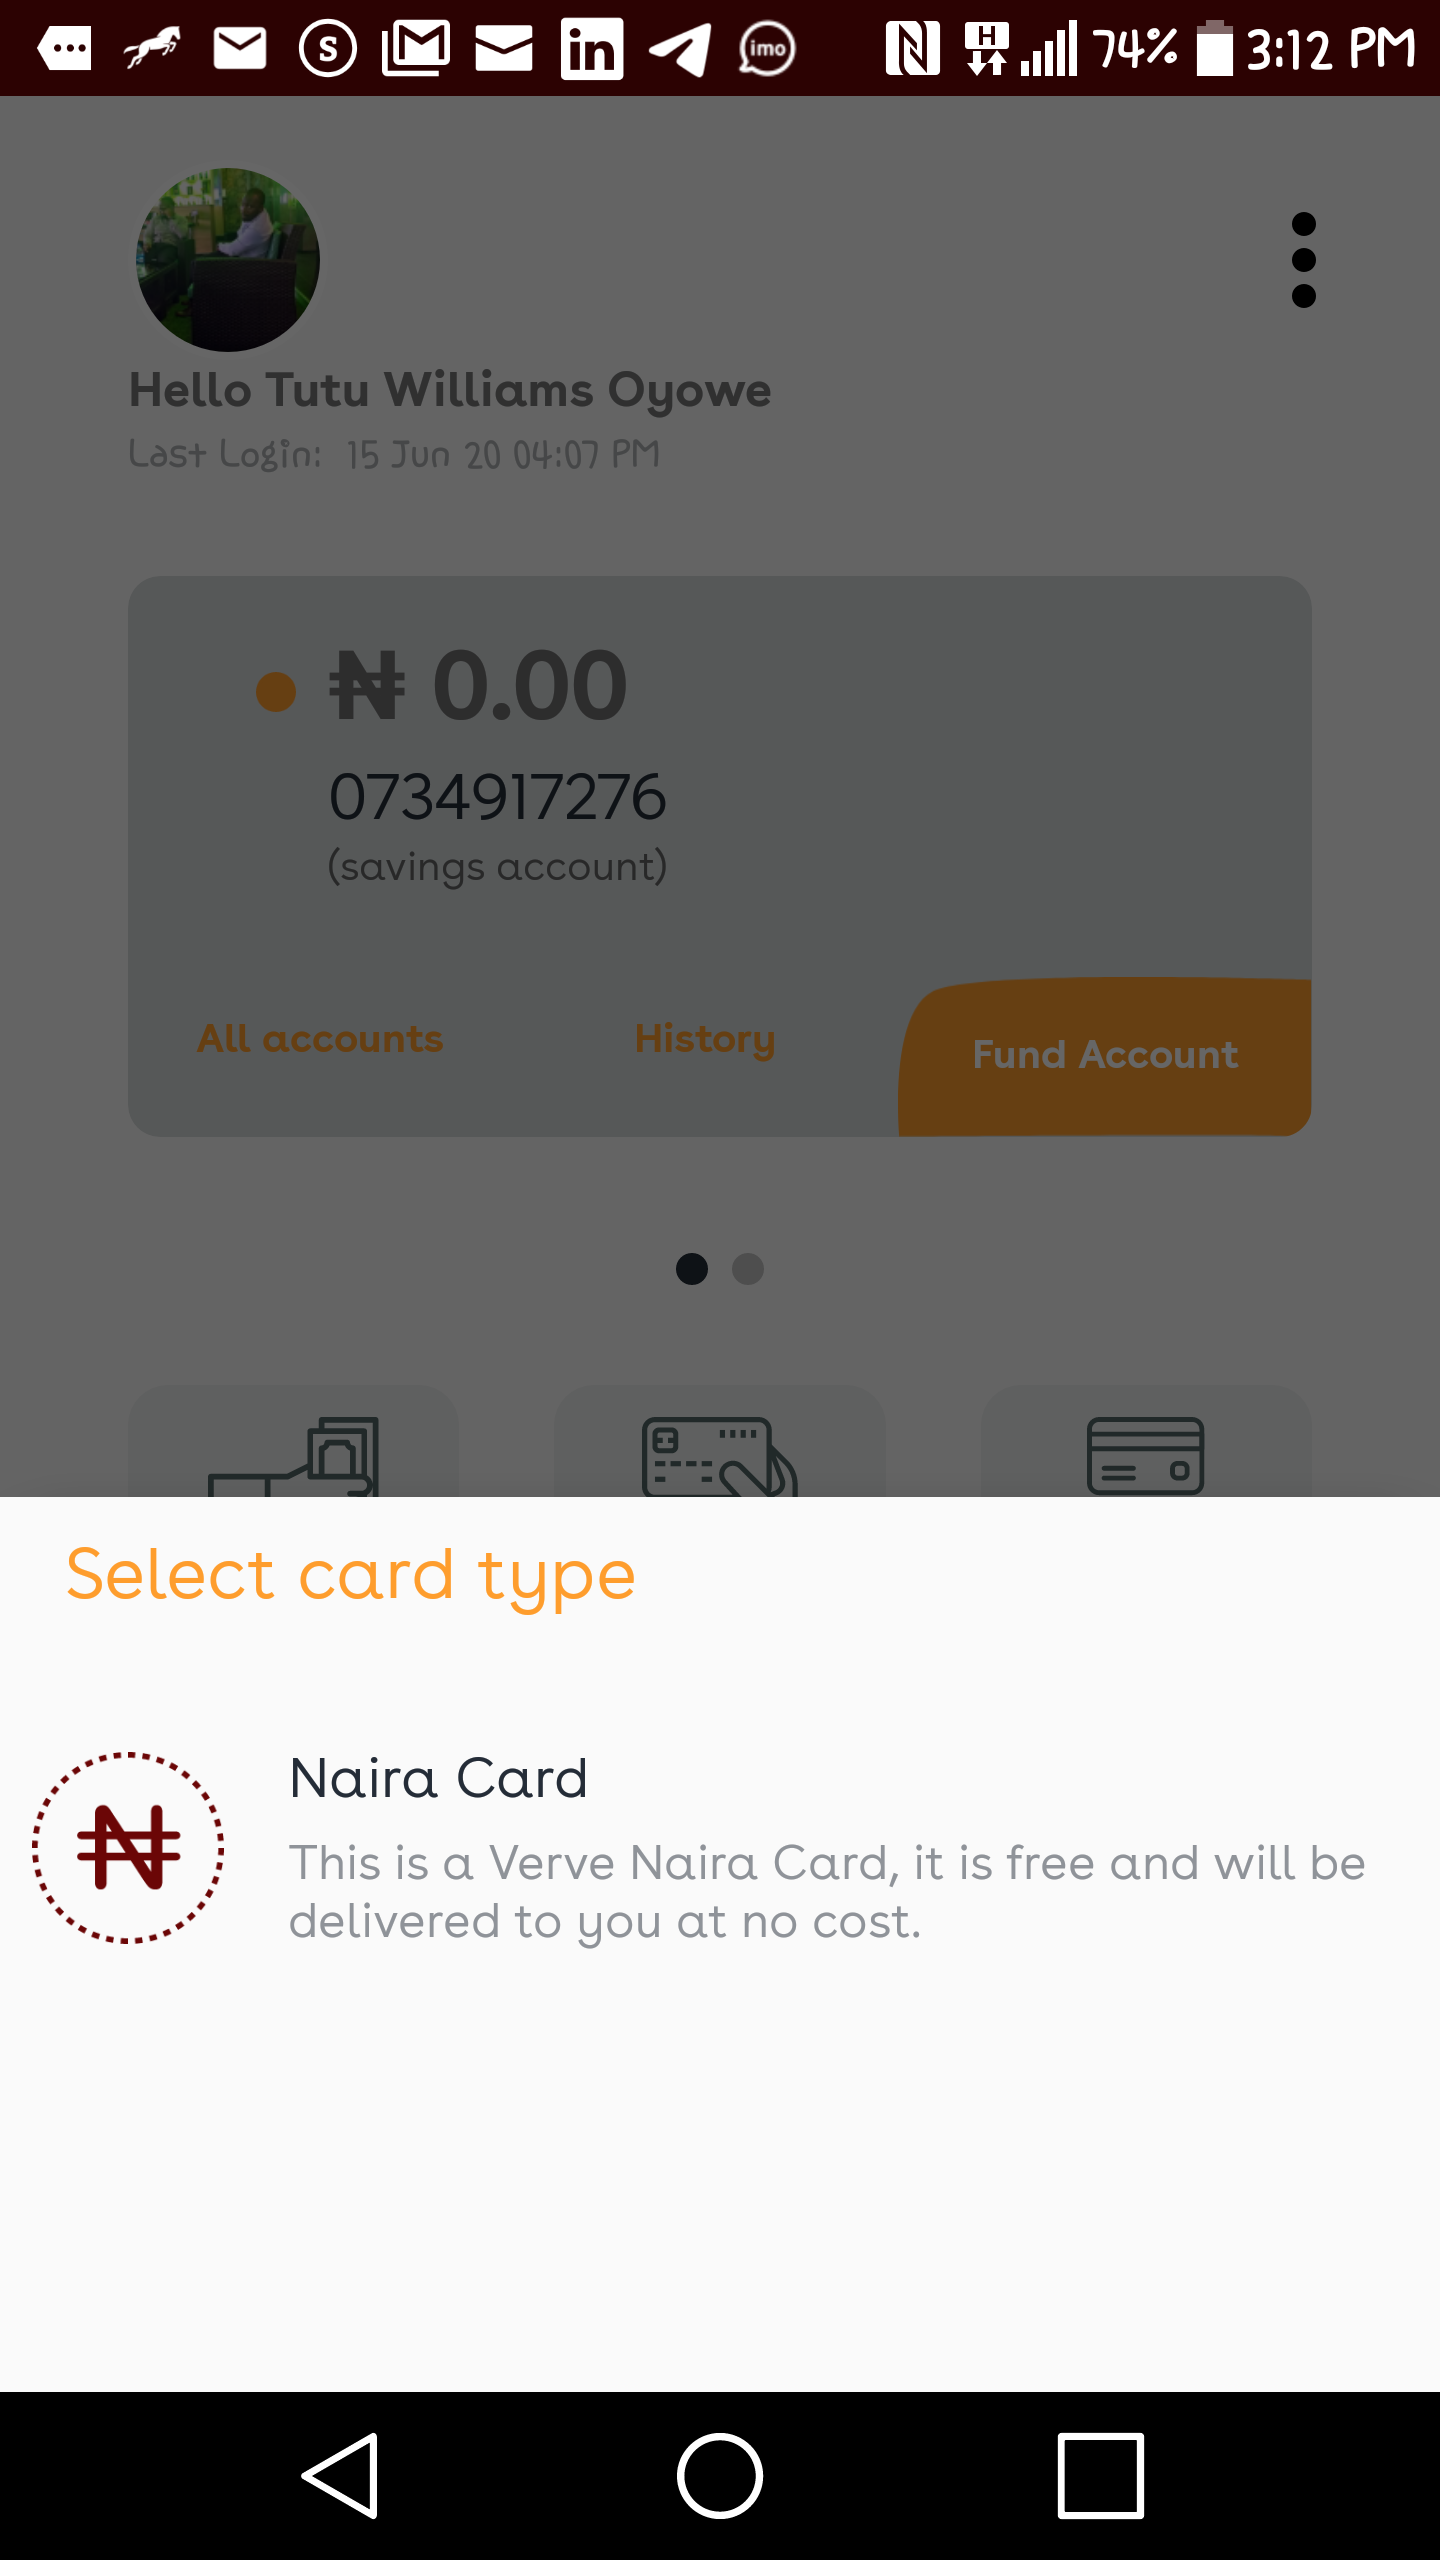 S imo H 74% 3:12 PM
Hello Tutu Williams Oyowe
Last Login: 15 Jun 20 04:07 PM
₦ 0.00
0734917276
(savings account)
All accounts History Fund Account
Select card type
Naira Card
This is a Verve Naira Card, it is free and will be
delivered to you at no cost.